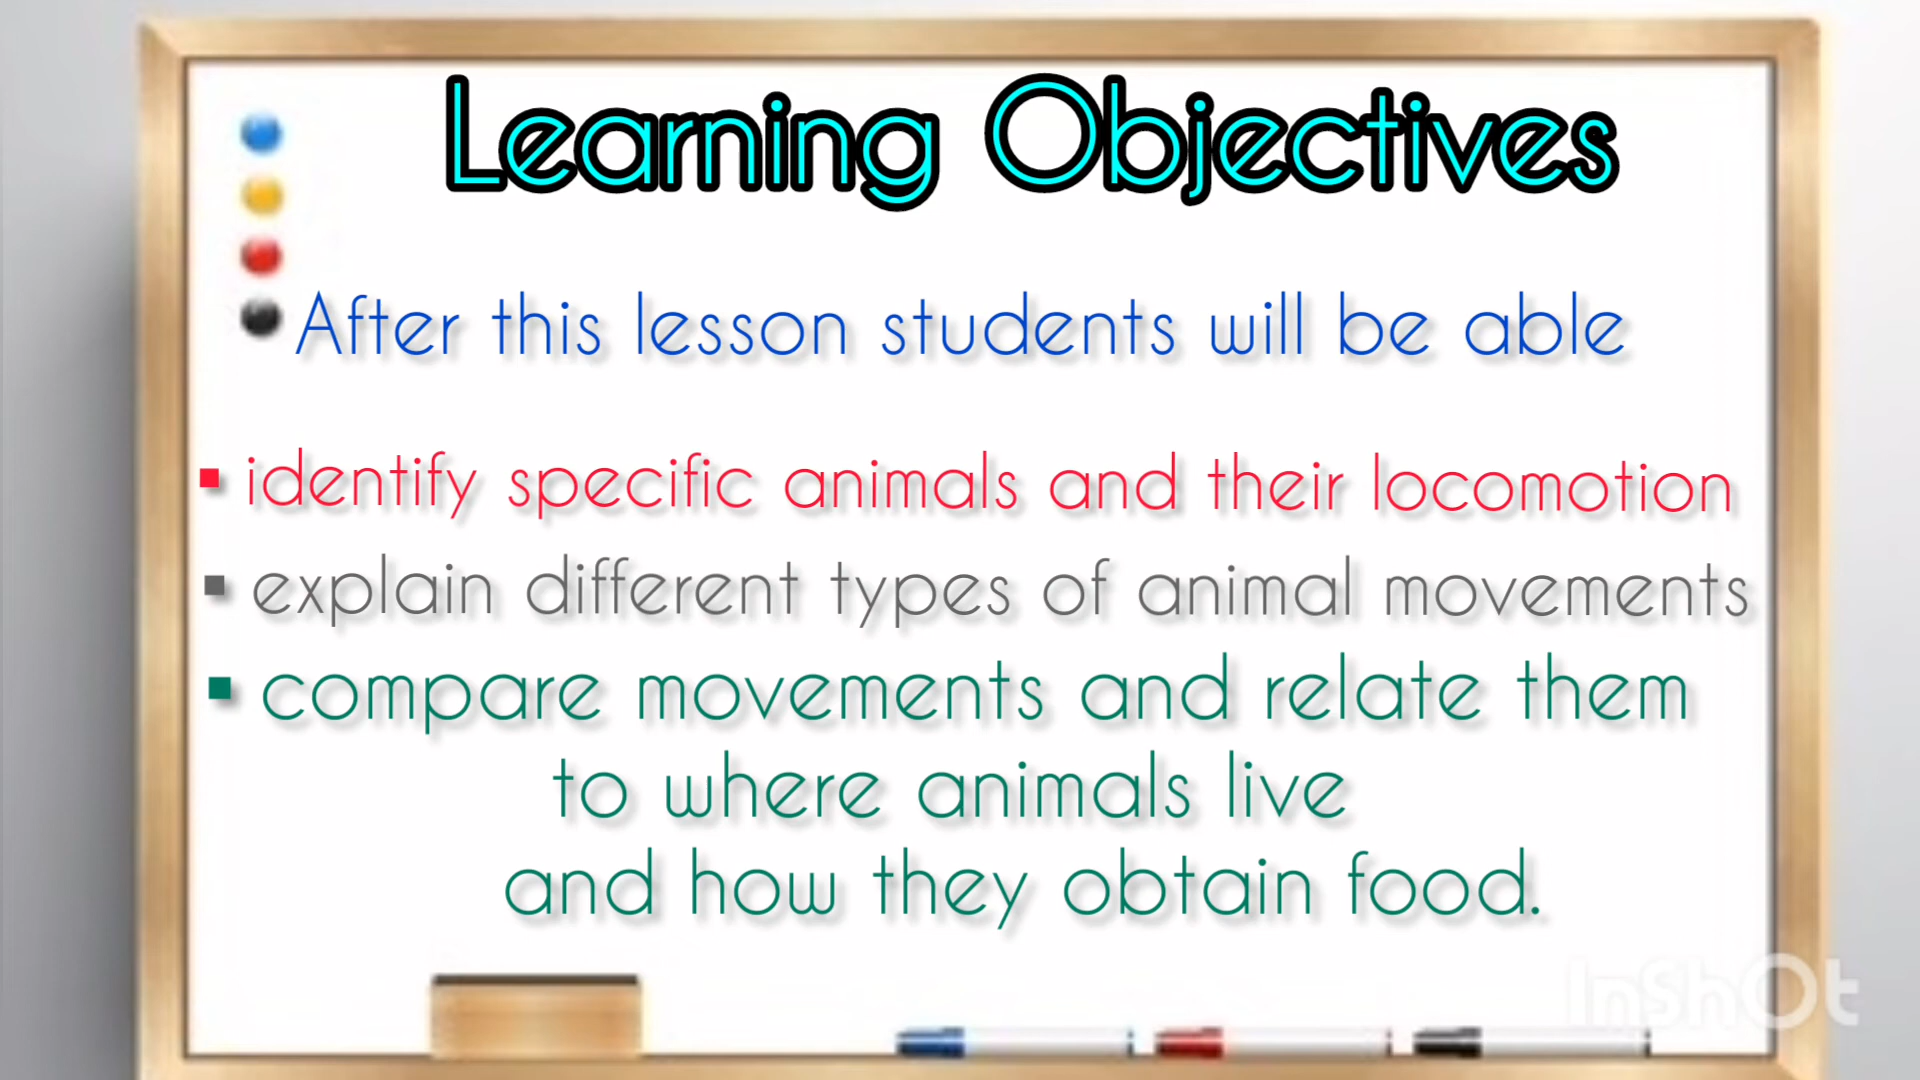 Learning Objectives
After this lesson students will be able
▪ identify specific animals and their locomotion
▪ explain different types of animal movements
▪ compare movements and relate them
to where animals live
and how they obtain food.
InShOt